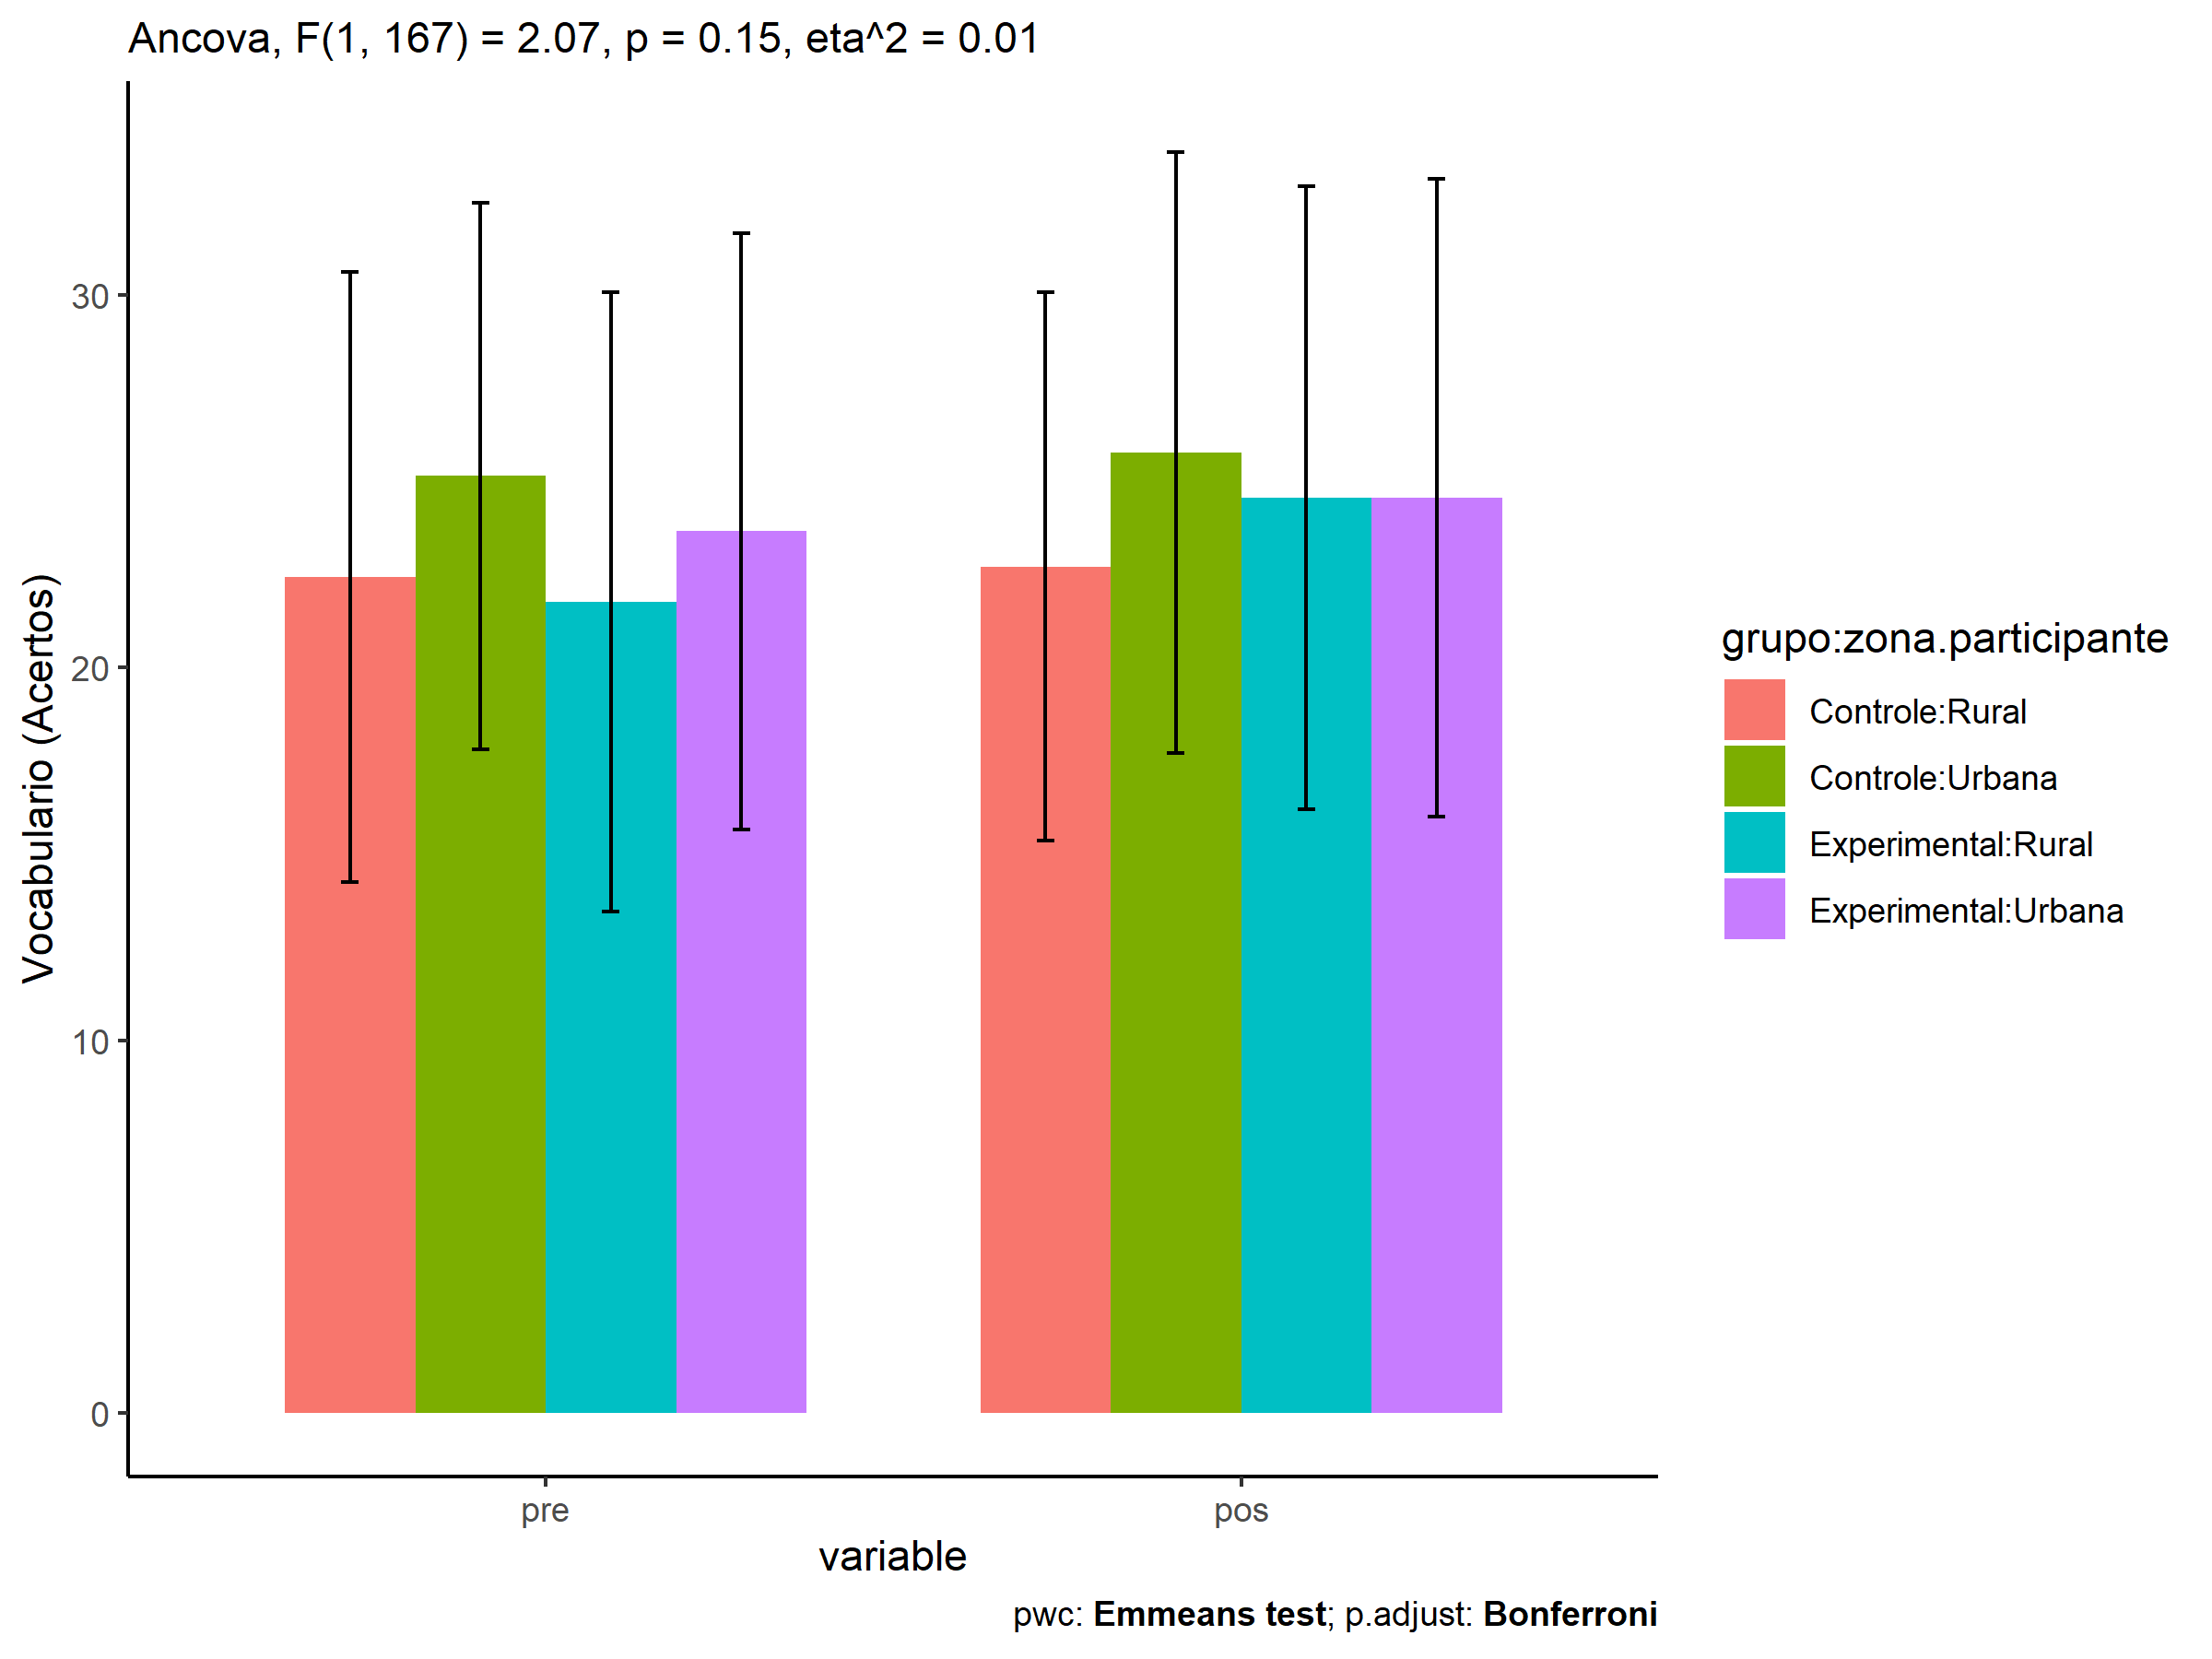 Ancova, F(1, 167) = 2.07, p = 0.15, eta^2 = 0.01
Vocabulario (Acertos)
30
20
10
0
pre
pos
variable
grupo:zona.participante
Controle:Rural
Controle:Urbana
Experimental:Rural
Experimental:Urbana
pwc: Emmeans test; p.adjust: Bonferroni